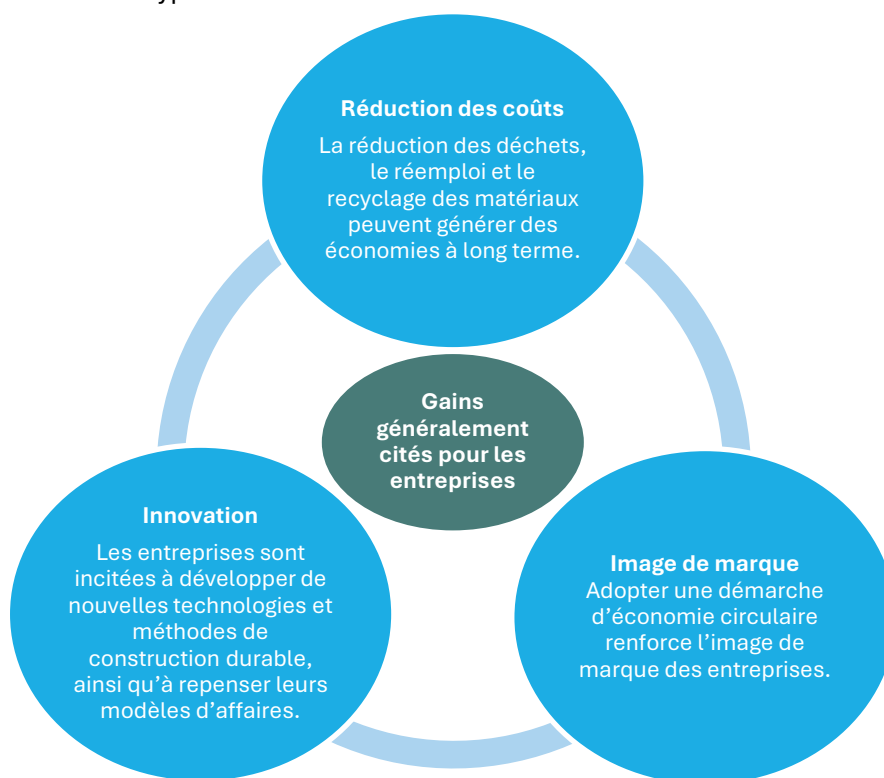 Réduction des coûts
La réduction des déchets,
le réemploi et le
recyclage des matériaux
peuvent générer des
économies à long terme.
Gains
généralement
cités pour les
entreprises
Innovation
Les entreprises sont
incitées à développer de
nouvelles technologies et
méthodes de
construction durable,
ainsi qu’à repenser leurs
modèles d’affaires.
Image de marque
Adopter une démarche
d’économie circulaire
renforce l’image de
marque des entreprises.